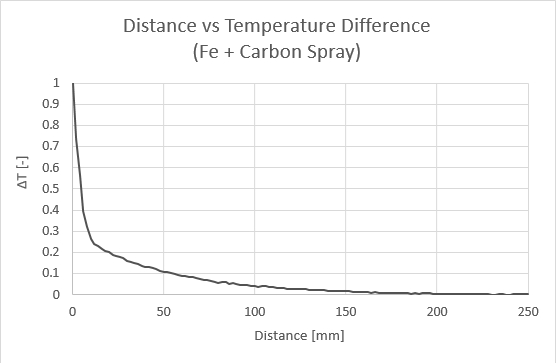 Distance vs Temperature Difference
(Fe + Carbon Spray)
1
0.9
0.8
0.7
0.6
0.5
0.4
0.3
0.2
0.1
0
ΔT [-]
0 50 100 150 200 250
Distance [mm]